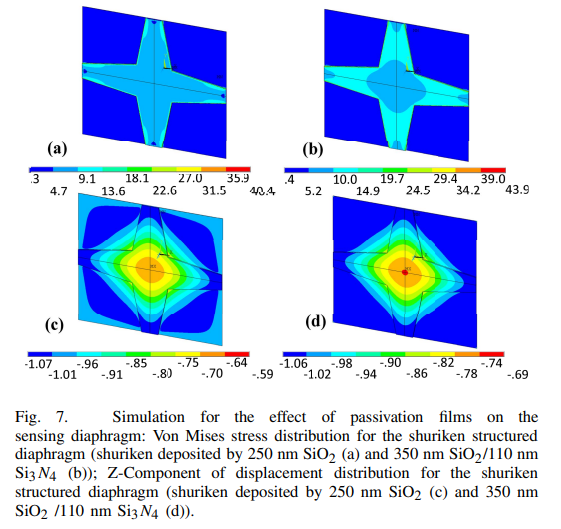 (a)
(b)
.3 9.1 18.1 27.0 35.9
4.7 13.6 22.6 31.5
.4 10.0 19.7 29.4 39.0
5.2 14.9 24.5 34.2 43.9
(c)
(d)
-1.07 -.96 -.85 -.75 -.64
-1.01 -.91 -.80 -.70 -.59
-1.06 -.98 -.90 -.82 -.74
-1.02 -.94 -.86 -.78 -.69
Fig. 7. Simulation for the effect of passivation films on the
sensing diaphragm: Von Mises stress distribution for the shuriken structured
diaphragm (shuriken deposited by 250 nm SiO2 (a) and 350 nm SiO2/110 nm
Si3N4 (b)); Z-Component of displacement distribution for the shuriken
structured diaphragm (shuriken deposited by 250 nm SiO2 (c) and 350 nm
SiO2 /110 nm Si3N4 (d)).